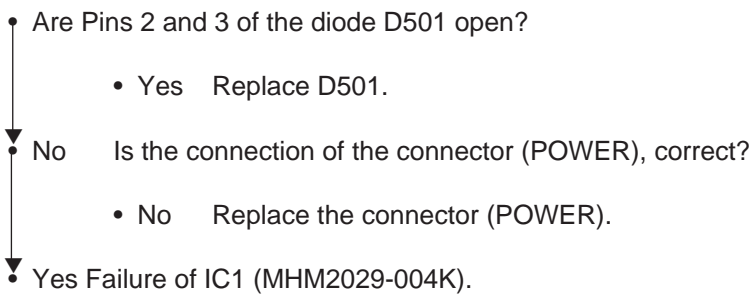 • Are Pins 2 and 3 of the diode D501 open?
• Yes Replace D501.
• No Is the connection of the connector (POWER), correct?
• No Replace the connector (POWER).
• Yes Failure of IC1 (MHM2029-004K).